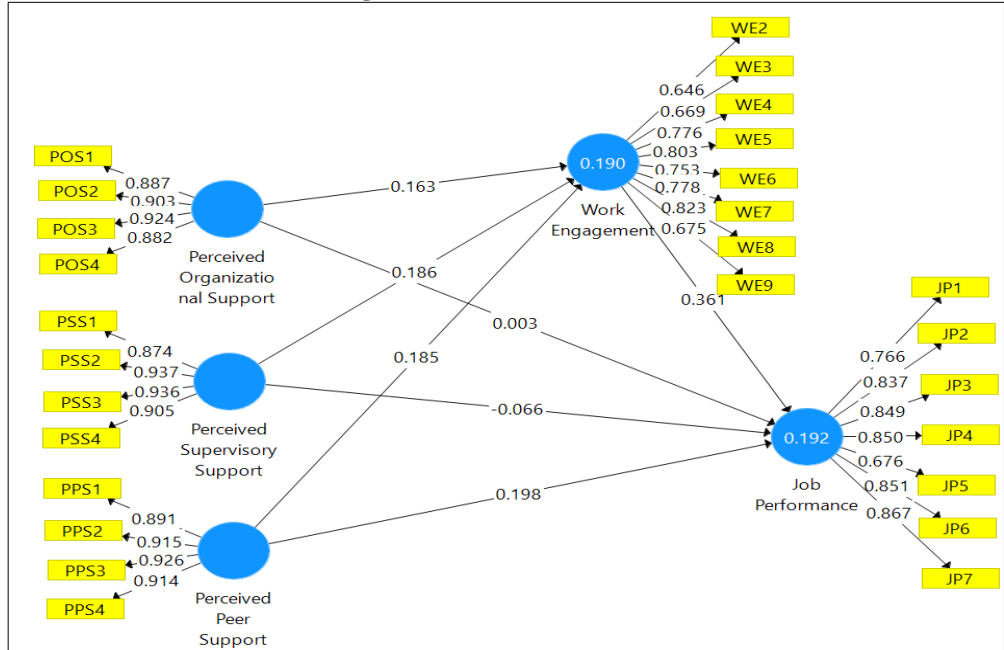 WE2
WE3
WE4
WE5
WE6
WE7
WE8
WE9
0.646
0.669
0.776
0.803
0.753
0.778
0.823
0.675
0.190
Work
Engagement
POS1
POS2
POS3
POS4
0.887
0.903
0.924
0.882
Perceived
Organizatio
nal Support
0.163
0.186
0.185
0.003
0.361
-0.066
0.198
PSS1
PSS2
PSS3
PSS4
0.874
0.937
0.936
0.905
Perceived
Supervisory
Support
PPS1
PPS2
PPS3
PPS4
0.891
0.915
0.926
0.914
Perceived
Peer
Support
0.192
Job
Performance
0.766
0.837
0.849
0.850
0.676
0.851
0.867
JP1
JP2
JP3
JP4
JP5
JP6
JP7